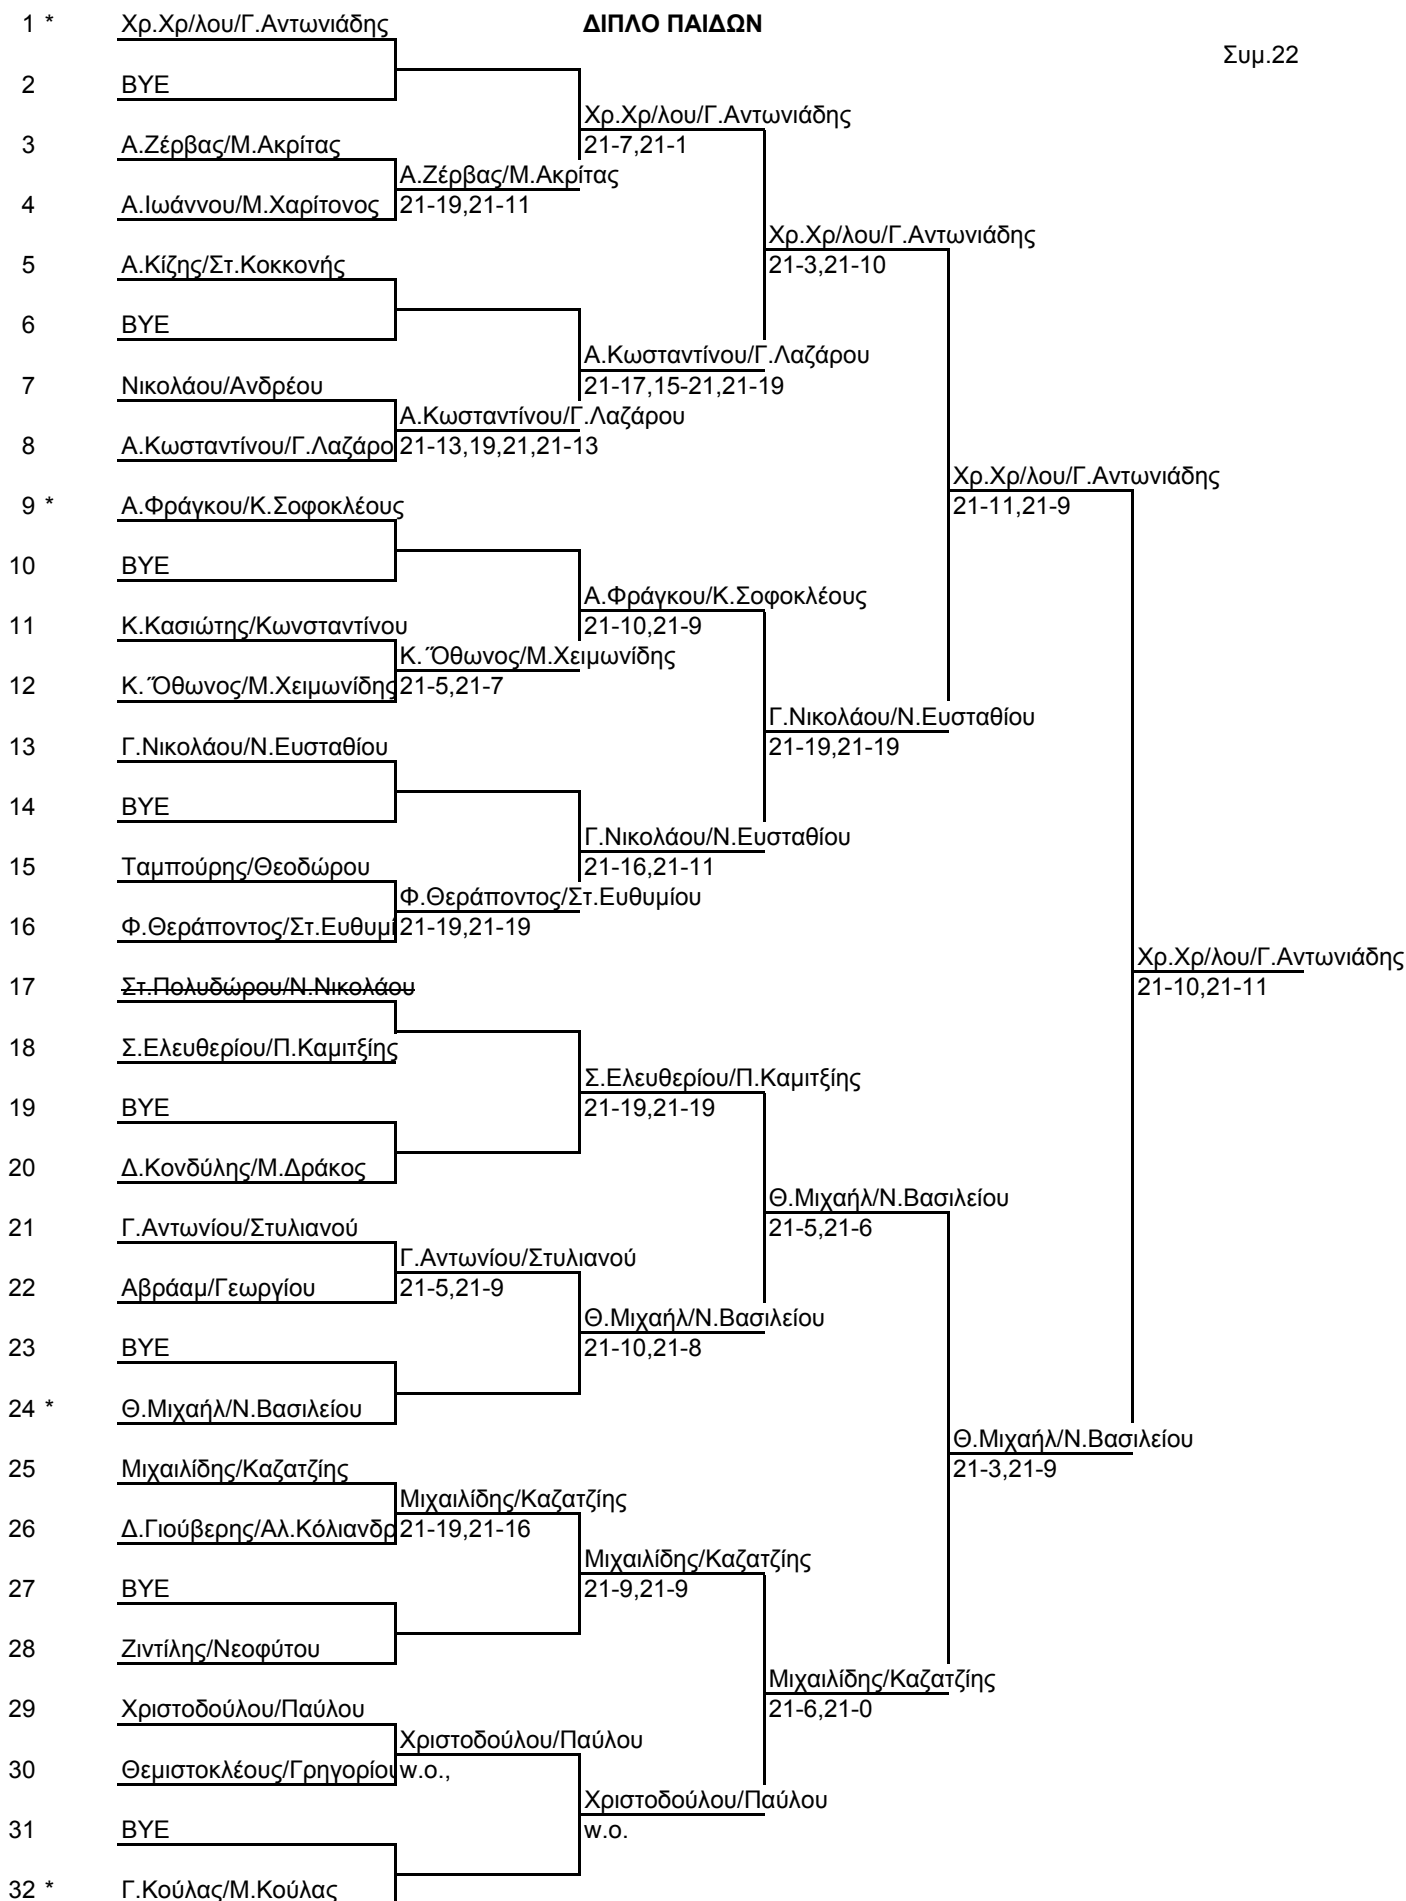 1 * Χρ.Χρ/λου/Γ.Αντωνιάδης ΔΙΠΛΟ ΠΑΙΔΩΝ
Συμ.22
2 BYE
Χρ.Χρ/λου/Γ.Αντωνιάδης
3 Α.Ζέρβας/Μ.Ακρίτας 21-7,21-1
Α.Ζέρβας/Μ.Ακρίτας
4 Α.Ιωάννου/Μ.Χαρίτονος 21-19,21-11
Χρ.Χρ/λου/Γ.Αντωνιάδης
5 Α.Κίζης/Στ.Κοκκονής 21-3,21-10
6 BYE
Α.Κωσταντίνου/Γ.Λαζάρου
7 Νικολάου/Ανδρέου 21-17,15-21,21-19
Α.Κωσταντίνου/Γ.Λαζάρου
8 Α.Κωσταντίνου/Γ.Λαζάρο 21-13,19,21,21-13
Χρ.Χρ/λου/Γ.Αντωνιάδης
9 * Α.Φράγκου/Κ.Σοφοκλέους 21-11,21-9
10 BYE
Α.Φράγκου/Κ.Σοφοκλέους
11 Κ.Κασιώτης/Κωνσταντίνου 21-10,21-9
Κ.Όθωνος/Μ.Χειμωνίδης
12 Κ.Όθωνος/Μ.Χειμωνίδης 21-5,21-7
Γ.Νικολάου/Ν.Ευσταθίου
13 Γ.Νικολάου/Ν.Ευσταθίου 21-19,21-19
14 BYE
Γ.Νικολάου/Ν.Ευσταθίου
15 Ταμπούρης/Θεοδώρου 21-16,21-11
Φ.Θεράποντος/Στ.Ευθυμίου
16 Φ.Θεράποντος/Στ.Ευθυμί 21-19,21-19
Χρ.Χρ/λου/Γ.Αντωνιάδης
17 Στ.Πολυδώρου/Ν.Νικολάου 21-10,21-11
18 Σ.Ελευθερίου/Π.Καμιτξίης
Σ.Ελευθερίου/Π.Καμιτξίης
19 BYE 21-19,21-19
20 Δ.Κονδύλης/Μ.Δράκος
Θ.Μιχαήλ/Ν.Βασιλείου
21 Γ.Αντωνίου/Στυλιανού 21-5,21-6
Γ.Αντωνίου/Στυλιανού
22 Αβράαμ/Γεωργίου 21-5,21-9
Θ.Μιχαήλ/Ν.Βασιλείου
23 BYE 21-10,21-8
24 * Θ.Μιχαήλ/Ν.Βασιλείου
Θ.Μιχαήλ/Ν.Βασιλείου
25 Μιχαιλίδης/Καζατζίης 21-3,21-9
Μιχαιλίδης/Καζατζίης
26 Δ.Γιούβερης/Αλ.Κόλιανδρ 21-19,21-16
Μιχαιλίδης/Καζατζίης
27 BYE 21-9,21-9
28 Ζιντίλης/Νεοφύτου
Μιχαιλίδης/Καζατζίης
29 Χριστοδούλου/Παύλου 21-6,21-0
Χριστοδούλου/Παύλου
30 Θεμιστοκλέους/Γρηγορίου w.o.,
Χριστοδούλου/Παύλου
31 BYE w.o.
32 * Γ.Κούλας/Μ.Κούλας